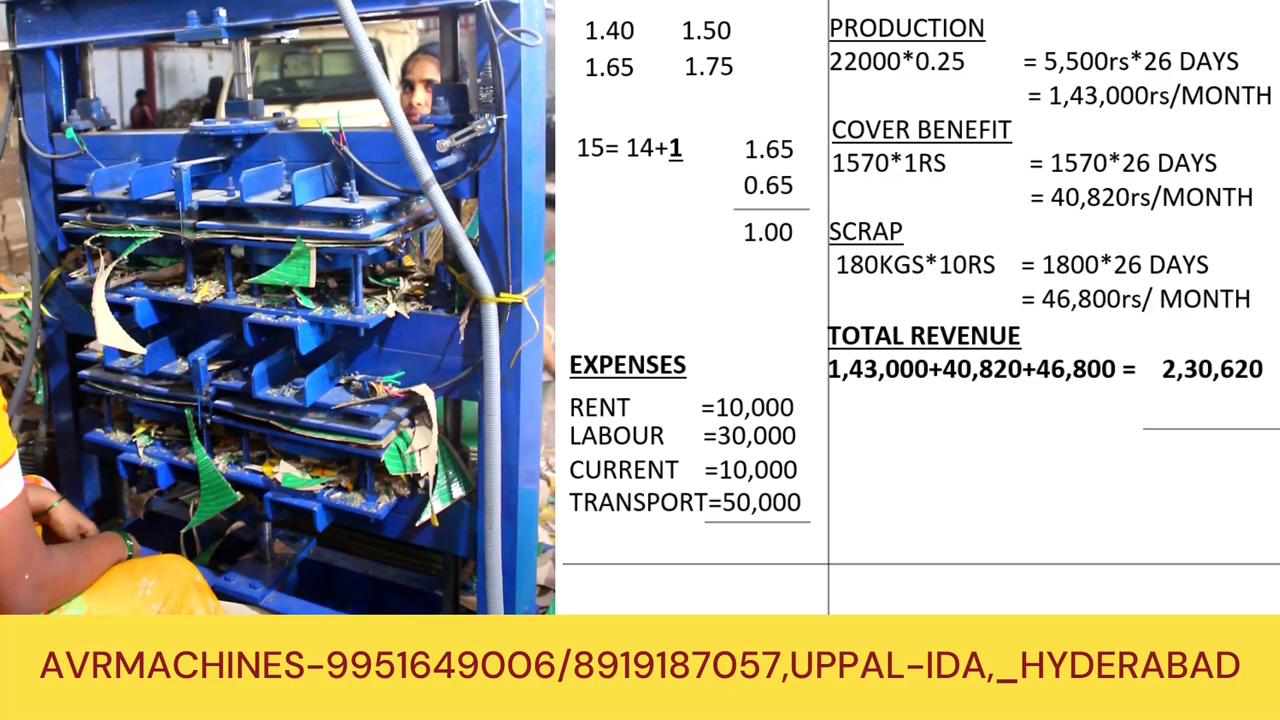 1.40 1.50
1.65 1.75
15= 14+1 1.65
0.65
1.00
EXPENSES
RENT =10,000
LABOUR =30,000
CURRENT =10,000
TRANSPORT=50,000
PRODUCTION
22000*0.25 = 5,500rs*26 DAYS
= 1,43,000rs/MONTH
COVER BENEFIT
1570*1RS = 1570*26 DAYS
= 40,820rs/MONTH
SCRAP
180KGS*10RS = 1800*26 DAYS
= 46,800rs/ MONTH
TOTAL REVENUE
1,43,000+40,820+46,800 = 2,30,620
AVRMACHINES-9951649006/8919187057,UPPAL-IDA,_HYDERABAD